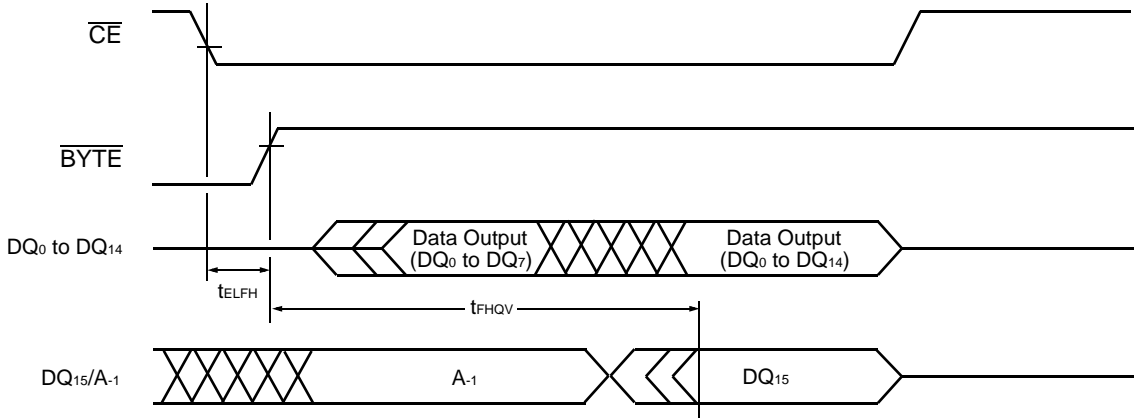 CE
BYTE
DQ0 to DQ14
Data Output
(DQ0 to DQ7)
Data Output
(DQ0 to DQ14)
tELFH
tFHQV
DQ15/A-1
A-1
DQ15